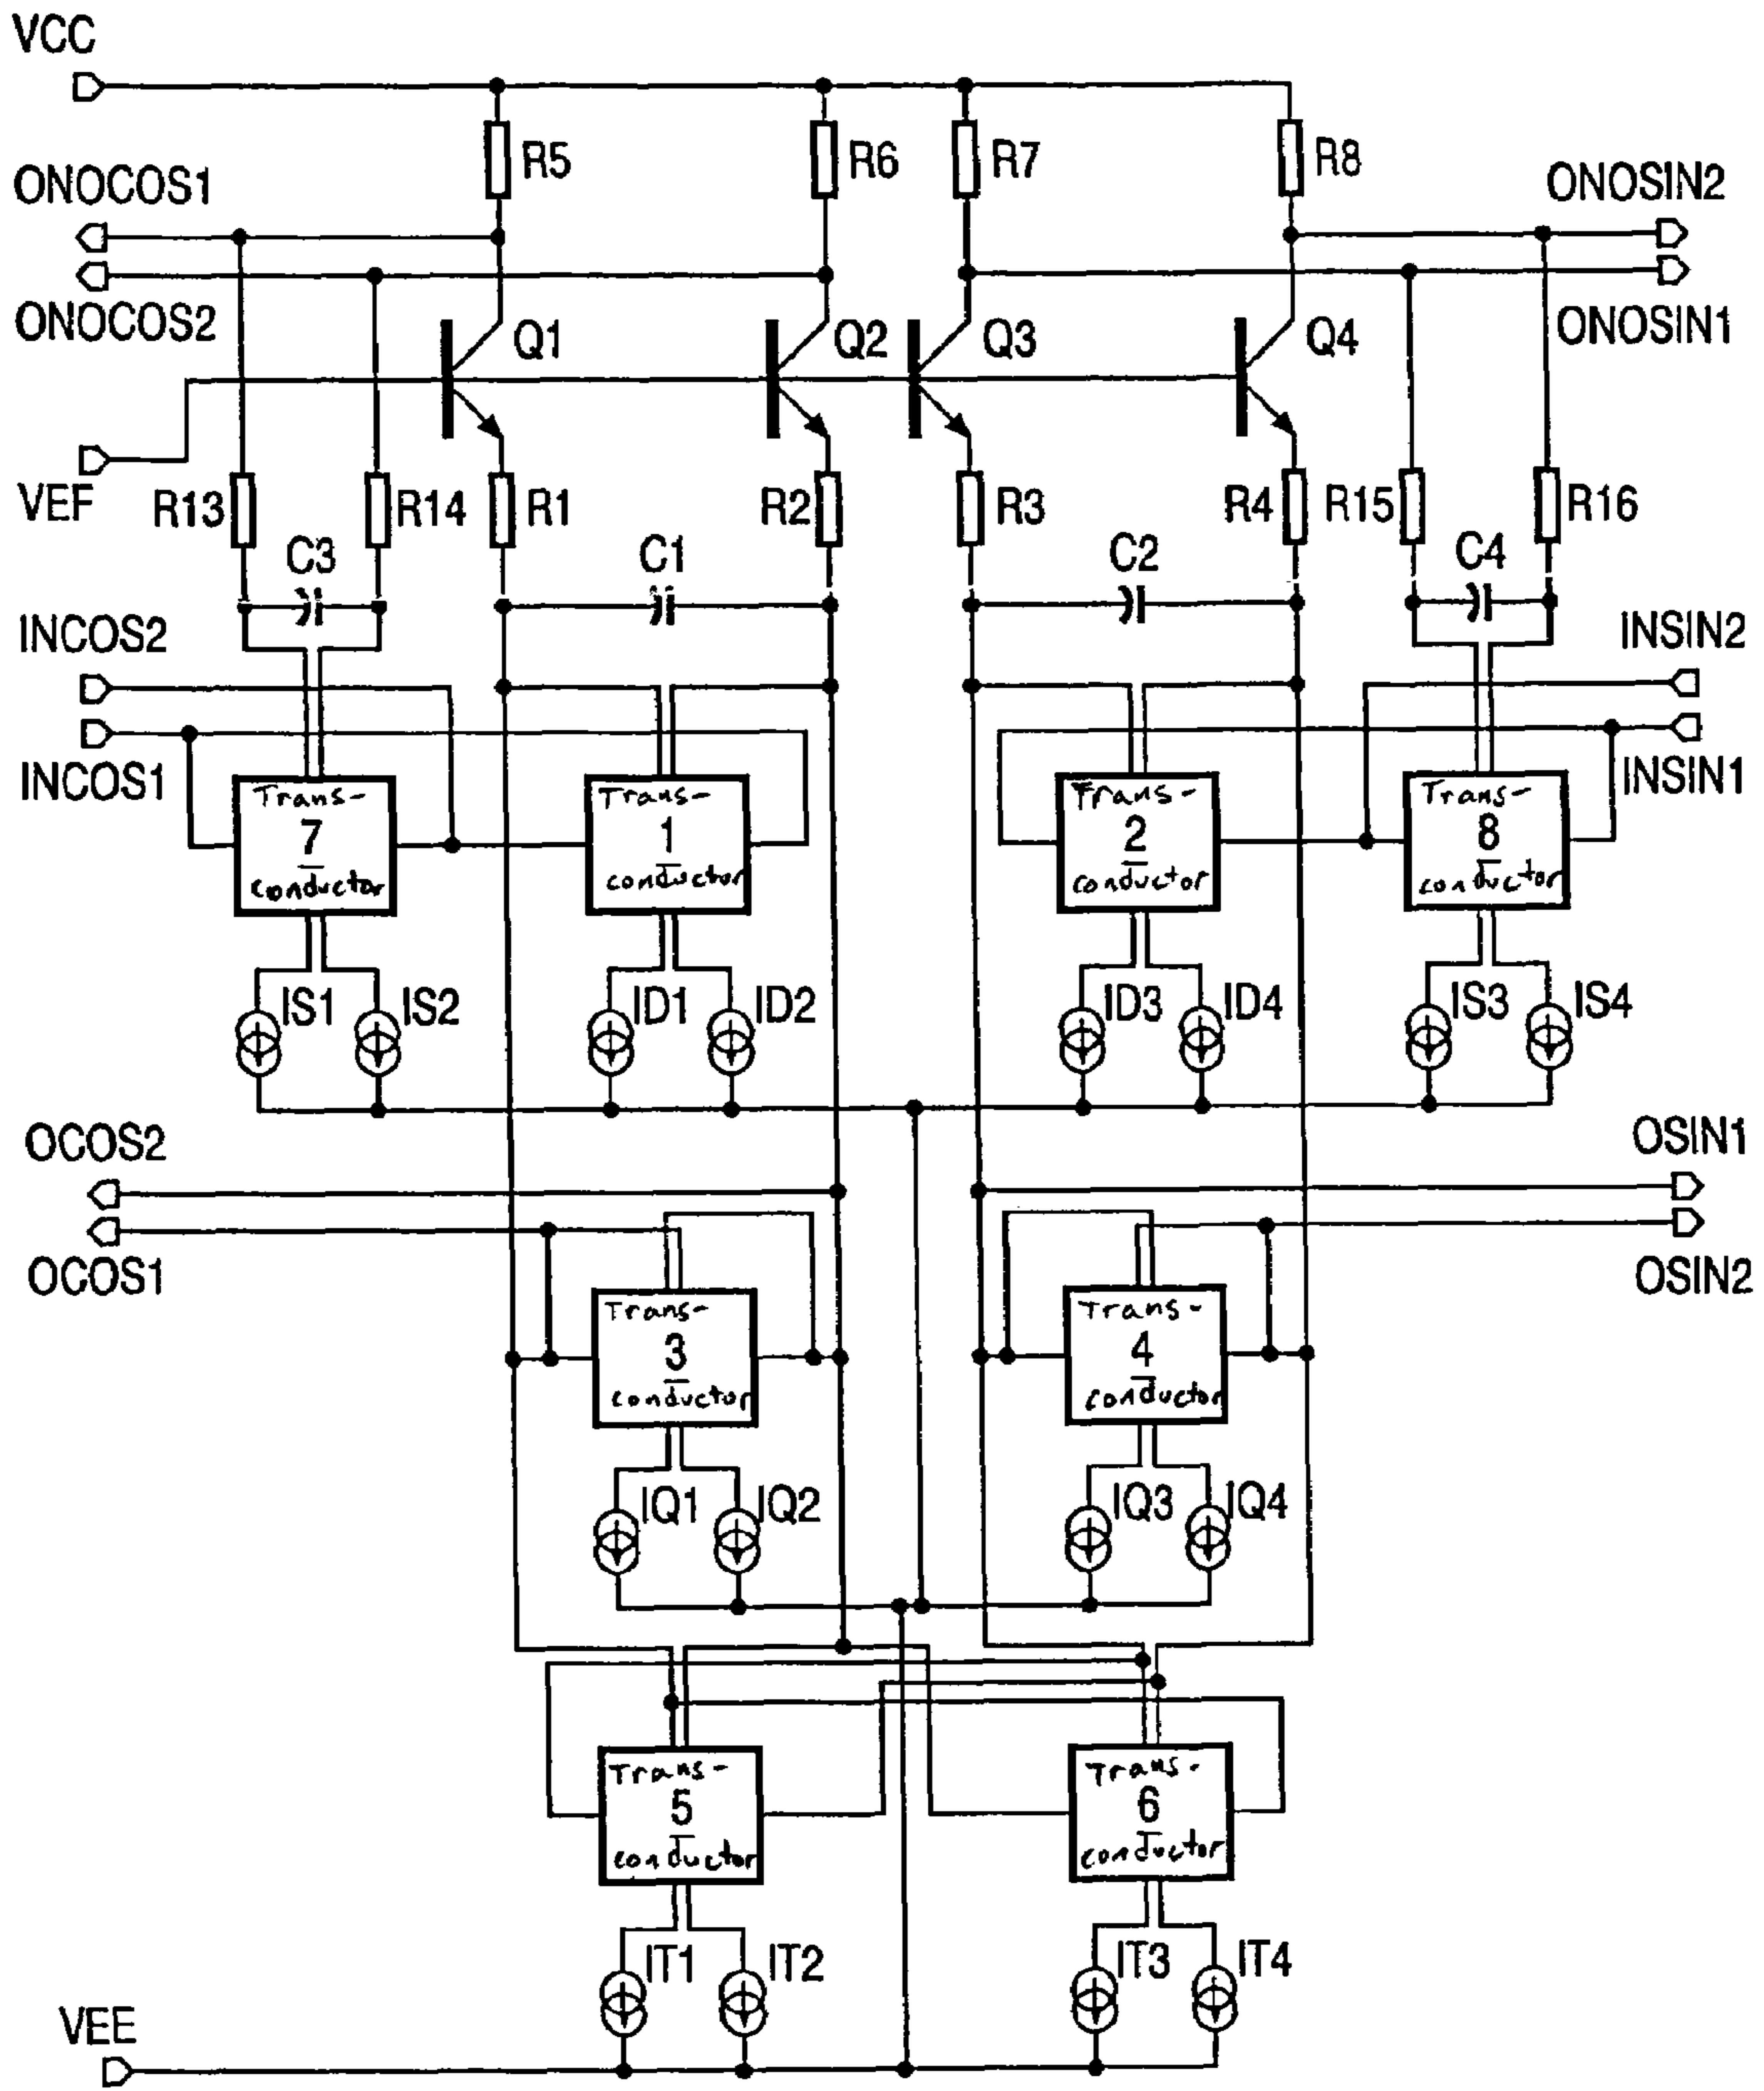 VCC
R5
R6
R7
R8
ONOCOS1
ONOSIN2
ONOCOS2
ONOSIN1
Q1
Q2
Q3
Q4
VEF
R13
R14
R1
R2
R3
R4
R15
R16
C3
C1
C2
C4
INCOS2
INSIN2
INCOS1
INSIN1
Trans-
7
conductor
Trans-
1
conductor
Trans-
2
conductor
Trans-
8
conductor
IS1
IS2
ID1
ID2
ID3
ID4
IS3
IS4
OCOS2
OSIN1
OCOS1
OSIN2
Trans-
3
conductor
Trans-
4
conductor
IQ1
IQ2
IQ3
IQ4
Trans-
5
conductor
Trans-
6
conductor
IT1
IT2
IT3
IT4
VEE